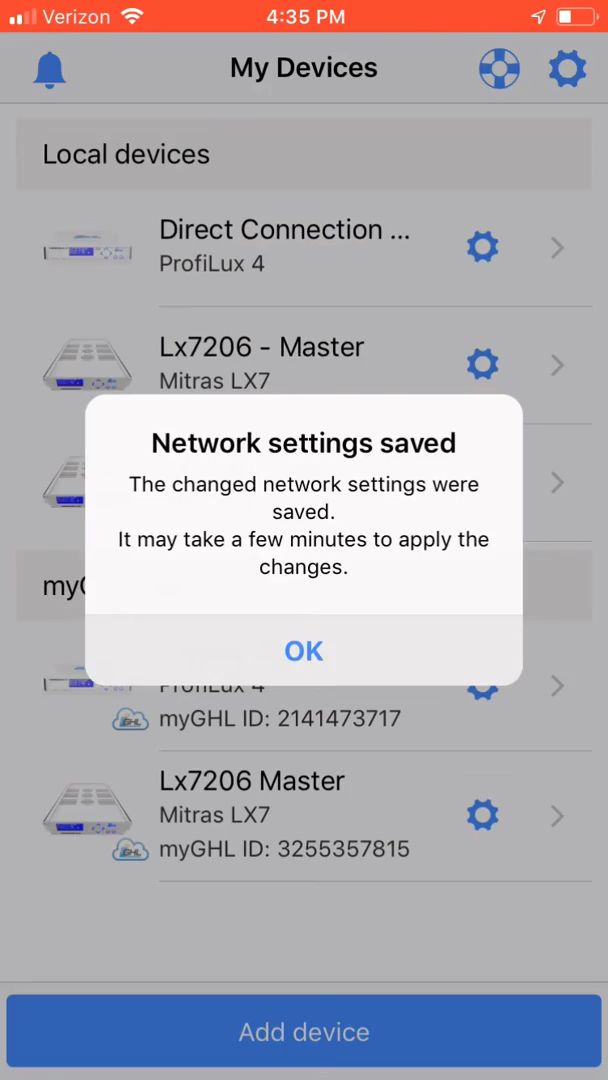 Verizon 4:35 PM
My Devices
Local devices
Direct Connection ...
ProfiLux 4
Lx7206 - Master
Mitras LX7
Network settings saved
The changed network settings were
saved.
It may take a few minutes to apply the
changes.
OK
ProfiLux 4
myGHL ID: 2141473717
Lx7206 Master
Mitras LX7
GHL myGHL ID: 3255357815
Add device